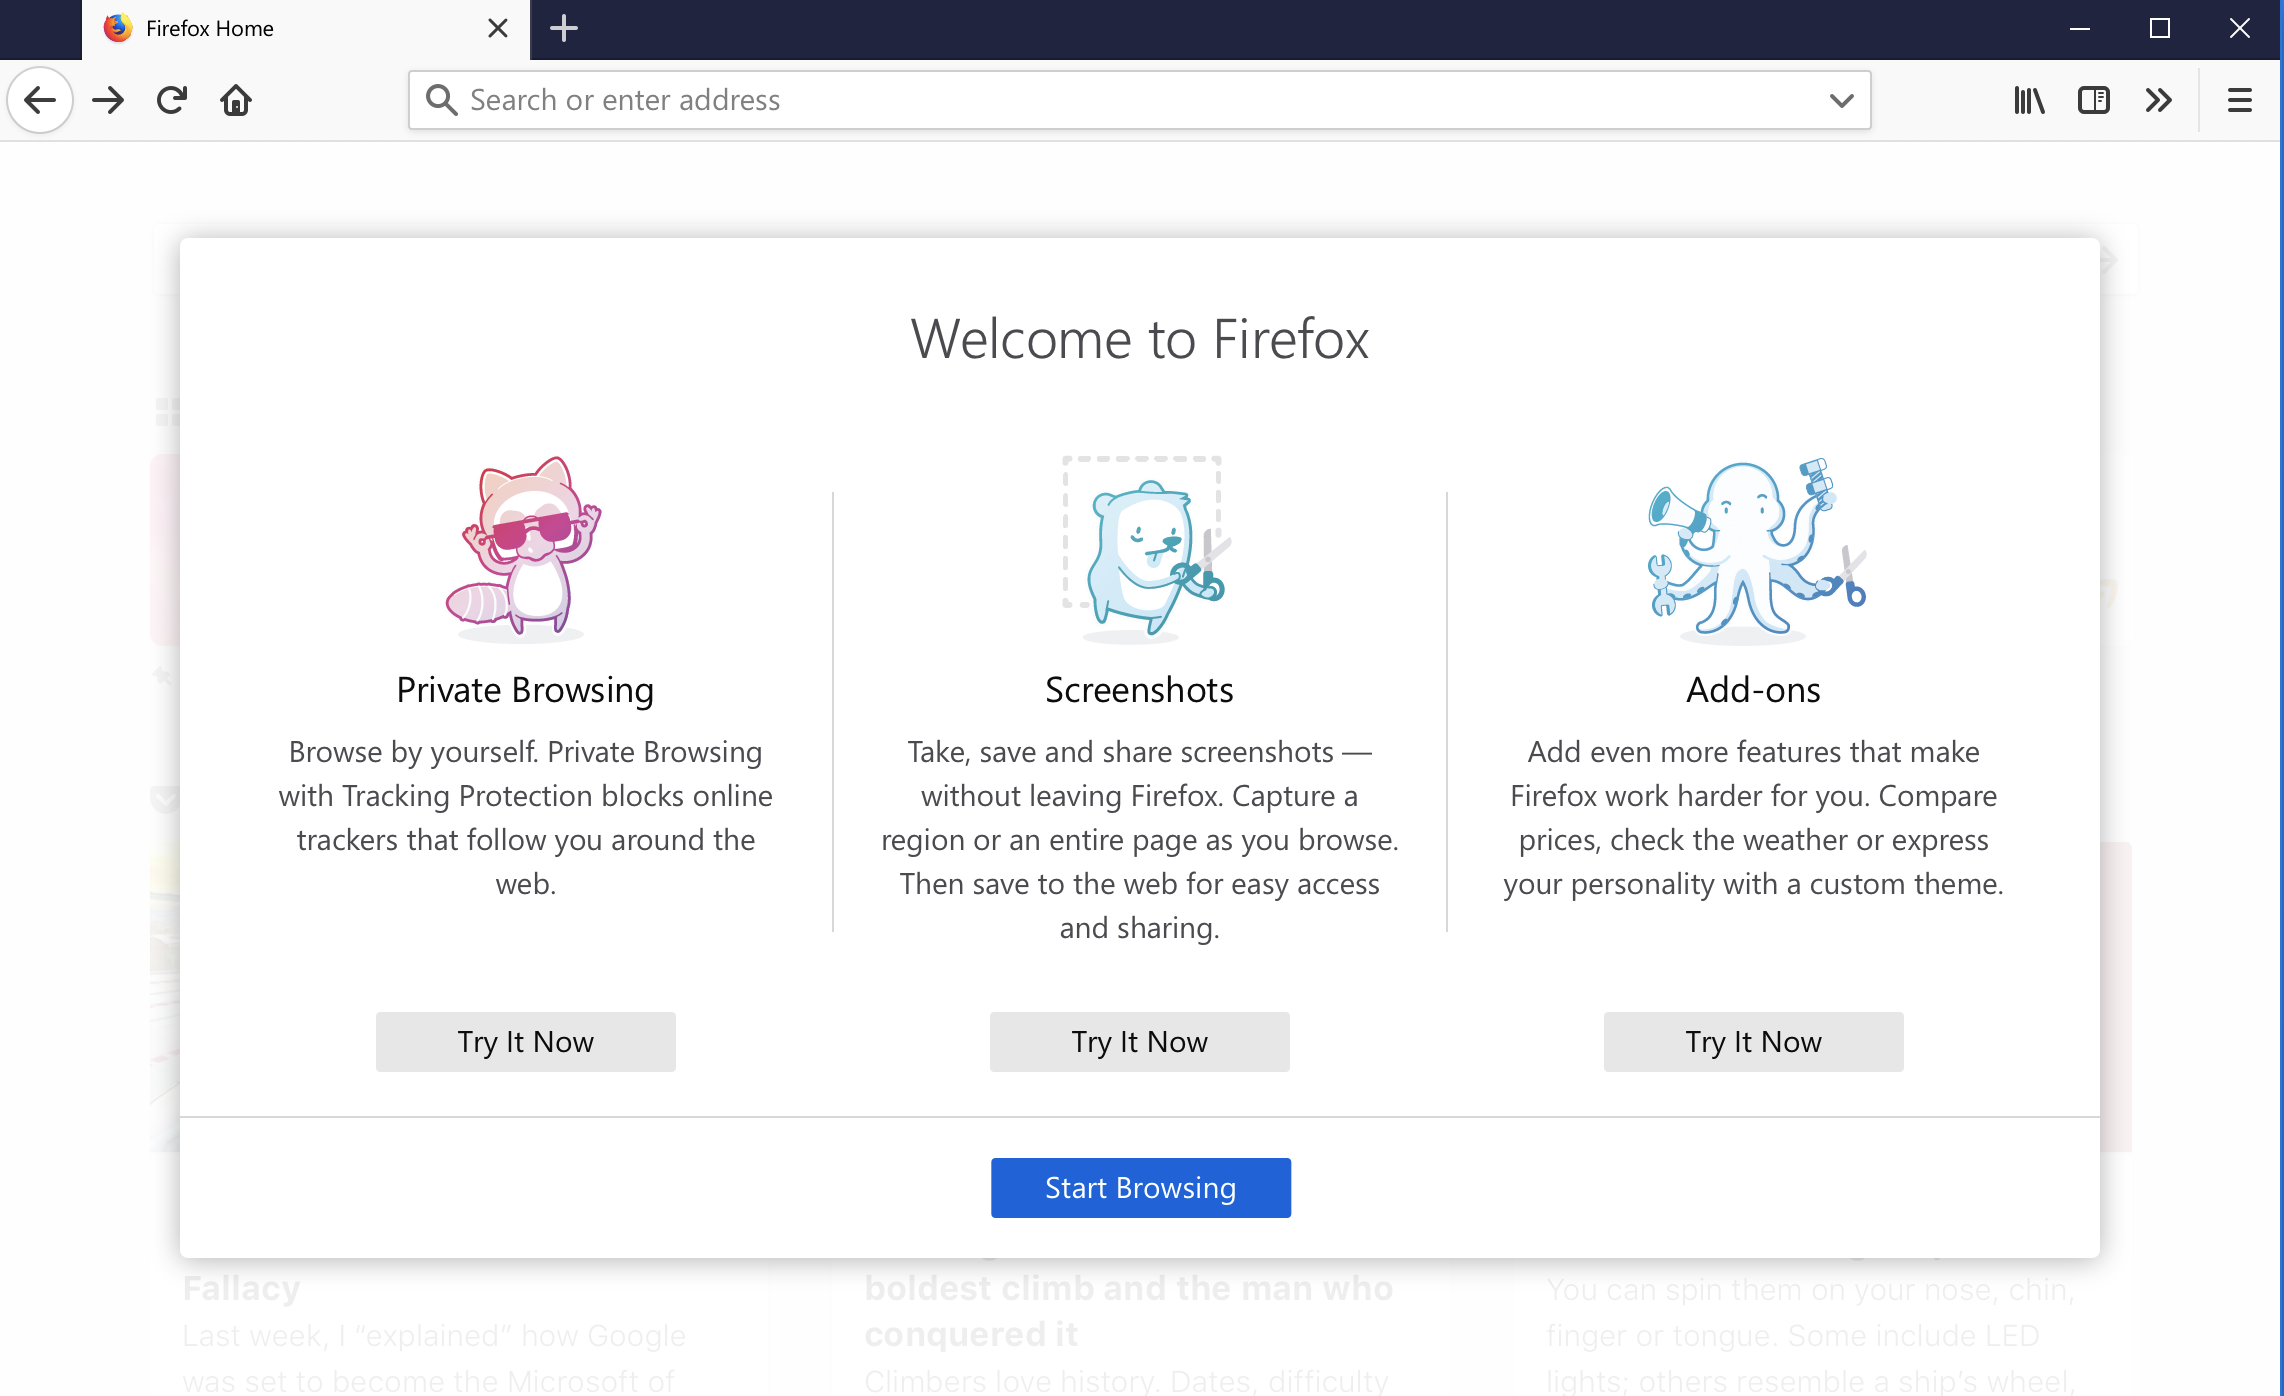 Firefox Home
Search or enter address
Welcome to Firefox
Private Browsing
Browse by yourself. Private Browsing
with Tracking Protection blocks online
trackers that follow you around the
web.
Try It Now
Screenshots
Take, save and share screenshots —
without leaving Firefox. Capture a
region or an entire page as you browse.
Then save to the web for easy access
and sharing.
Try It Now
Add-ons
Add even more features that make
Firefox work harder for you. Compare
prices, check the weather or express
your personality with a custom theme.
Try It Now
Start Browsing
Fallacy
Last week, I “explained” how Google
was set to become the Microsoft of
boldest climb and the man who
conquered it
Climbers love history. Dates, difficulty
You can spin them on your nose, chin,
finger or tongue. Some include LED
lights; others resemble a ship’s wheel,